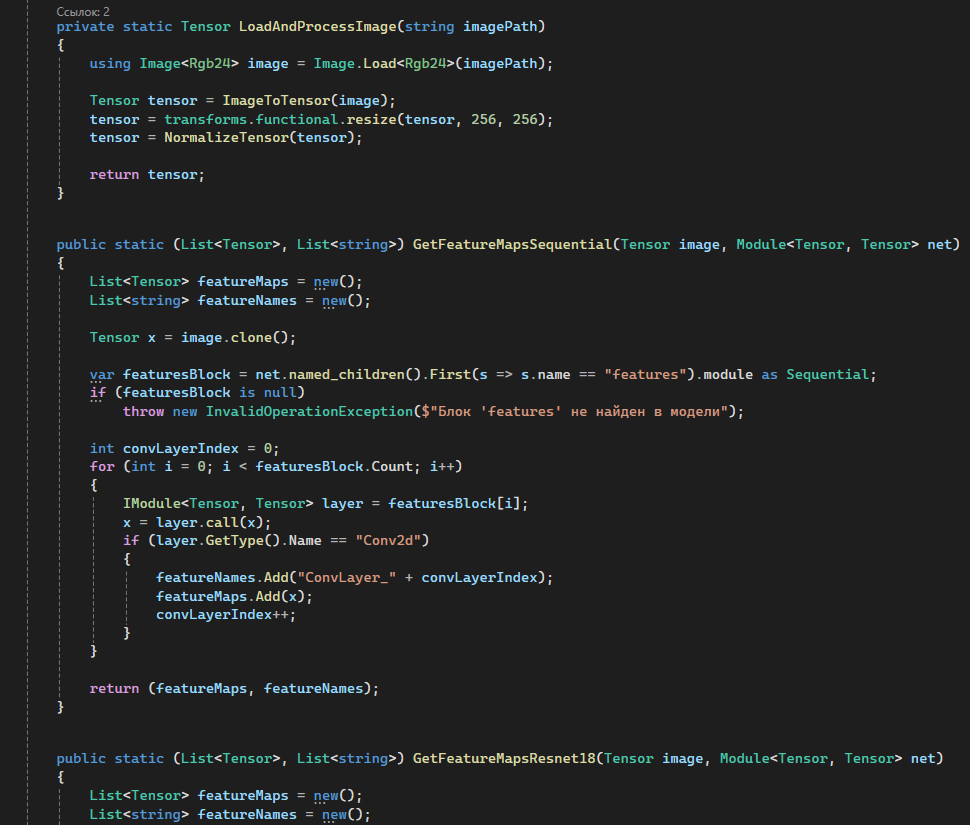 Ссылок: 2
private static Tensor LoadAndProcessImage(string imagePath)
{
    using Image<Rgb24> image = Image.Load<Rgb24>(imagePath);
    Tensor tensor = ImageToTensor(image);
    tensor = transforms.functional.resize(tensor, 256, 256);
    tensor = NormalizeTensor(tensor);
    return tensor;
}
public static (List<Tensor>, List<string>) GetFeatureMapsSequential(Tensor image, Module<Tensor, Tensor> net)
{
    List<Tensor> featureMaps = new();
    List<string> featureNames = new();
    Tensor x = image.clone();
    var featuresBlock = net.named_children().First(s => s.name == "features").module as Sequential;
    if (featuresBlock is null)
        throw new InvalidOperationException($"Блок 'features' не найден в модели");
    int convLayerIndex = 0;
    for (int i = 0; i < featuresBlock.Count; i++)
    {
        IModule<Tensor, Tensor> layer = featuresBlock[i];
        x = layer.call(x);
        if (layer.GetType().Name == "Conv2d")
        {
            featureNames.Add("ConvLayer_" + convLayerIndex);
            featureMaps.Add(x);
            convLayerIndex++;
        }
    }
    return (featureMaps, featureNames);
}
public static (List<Tensor>, List<string>) GetFeatureMapsResnet18(Tensor image, Module<Tensor, Tensor> net)
{
    List<Tensor> featureMaps = new();
    List<string> featureNames = new();